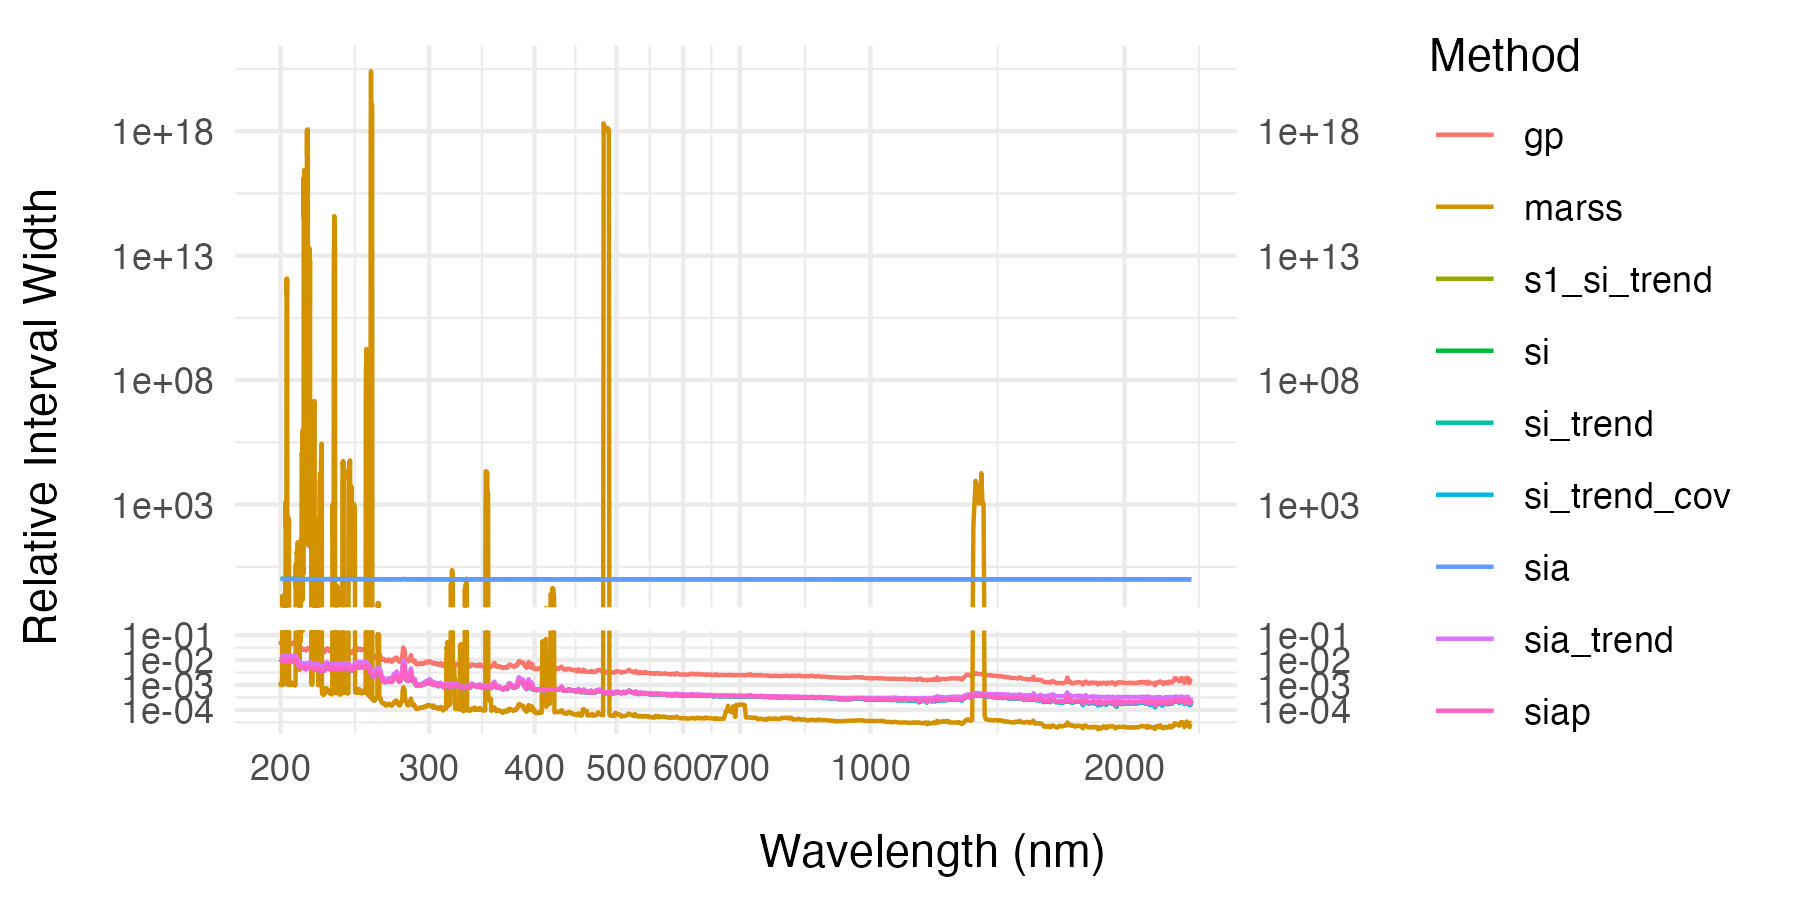 Relative Interval Width
1e+18
1e+13
1e+08
1e+03
1e-01
1e-02
1e-03
1e-04
1e+18
1e+13
1e+08
1e+03
1e-01
1e-02
1e-03
1e-04
200 300 400 500 600 700 1000 2000
Wavelength (nm)
Method
gp
marss
s1_si_trend
si
si_trend
si_trend_cov
sia
sia_trend
siap